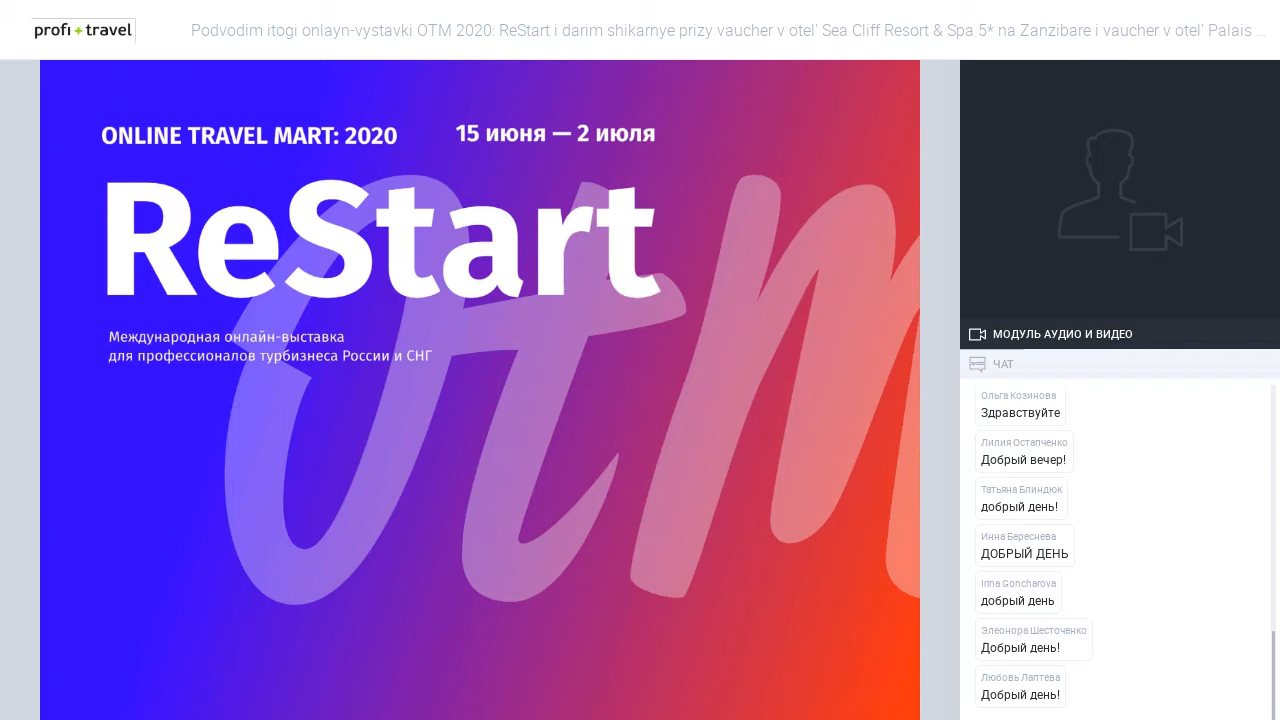 profi + travel
Podvodim itogi onlayn-vystavki OTM 2020: ReStart i darim shikarnye prizy vaucher v otel' Sea Cliff Resort & Spa 5* na Zanzibare i vaucher v otel' Palais ...
ONLINE TRAVEL MART: 2020
15 июня — 2 июля
ReStart
otm
Международная онлайн-выставка
для профессионалов турбизнеса России и СНГ
МОДУЛЬ АУДИО И ВИДЕО
ЧАТ
Ольга Козинова
Здравствуйте
Лилия Остапченко
Добрый вечер!
Татьяна Блиндюк
добрый день!
Инна Береснева
ДОБРЫЙ ДЕНЬ
Irina Goncharova
добрый день
Элеонора Шесточенко
Добрый день!
Любовь Лаптева
Добрый день!